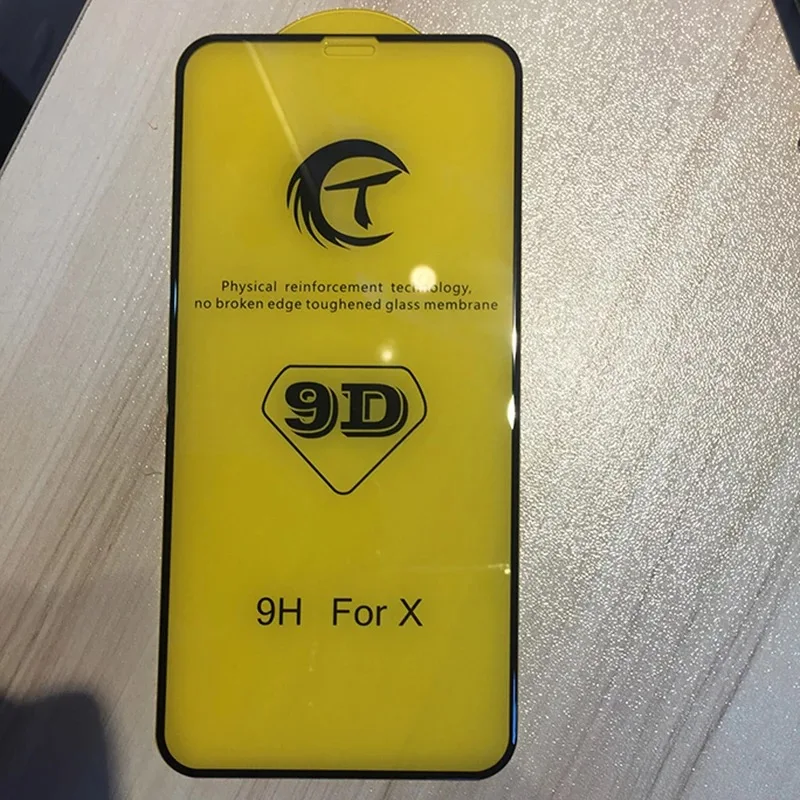 T
Physical reinforcement technology,
no broken edge toughened glass membrane
9D
9H For X